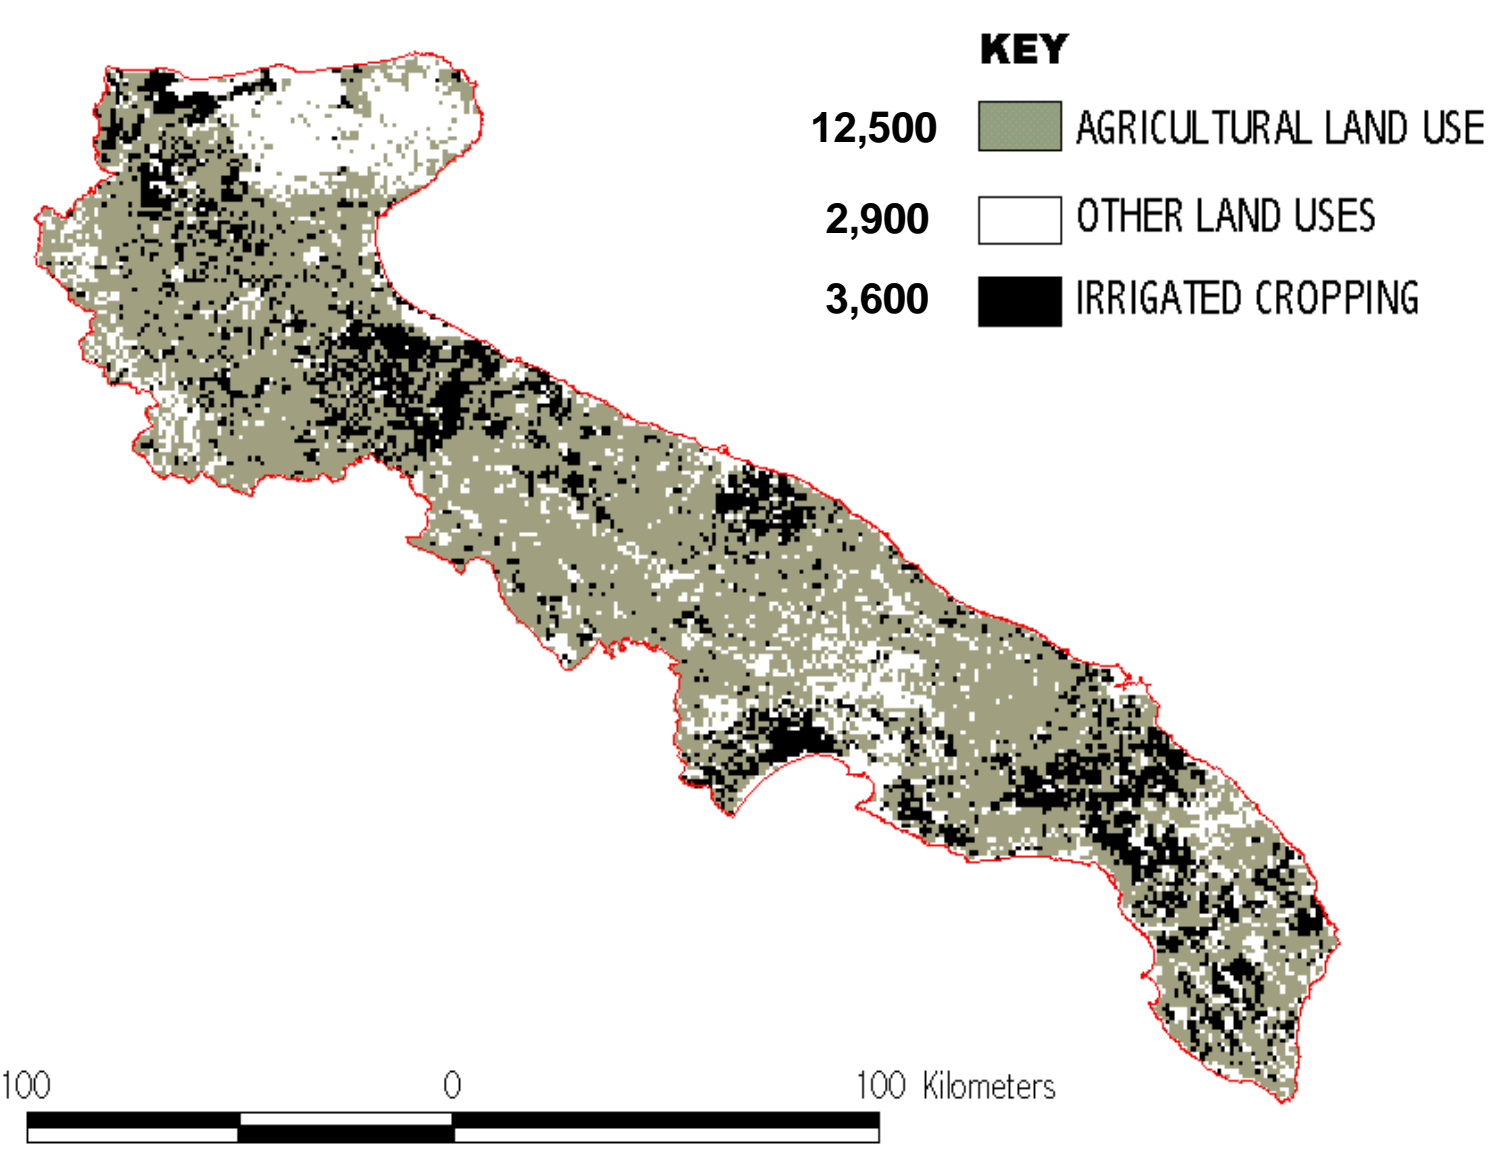 KEY
12,500 AGRICULTURAL LAND USE
2,900 OTHER LAND USES
3,600 IRRIGATED CROPPING
100 0 100 Kilometers